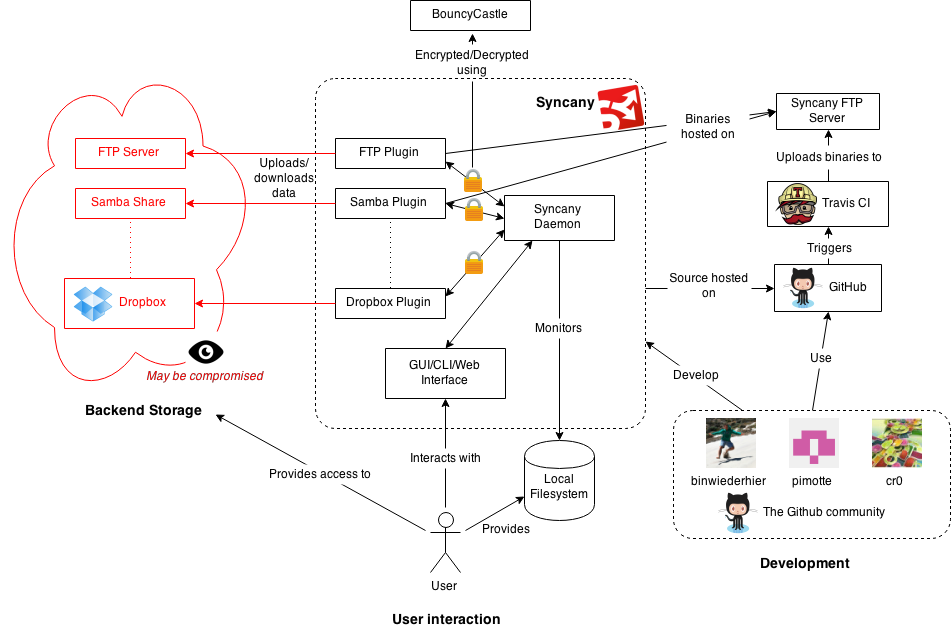 BouncyCastle
Encrypted/Decrypted
using
Syncany
Syncany FTP
Server
Binaries
hosted on
FTP Server
FTP Plugin
Uploads/
downloads
data
Uploads binaries to
Samba Share
Samba Plugin
Syncany
Daemon
Travis CI
T
Triggers
Source hosted
on
GitHub
Dropbox
Dropbox Plugin
Monitors
May be compromised
GUI/CLI/Web
Interface
Use
Develop
Backend Storage
Provides access to
Interacts with
Local
Filesystem
Provides
User
User interaction
binwiederhier
pimotte
cr0
The Github community
Development